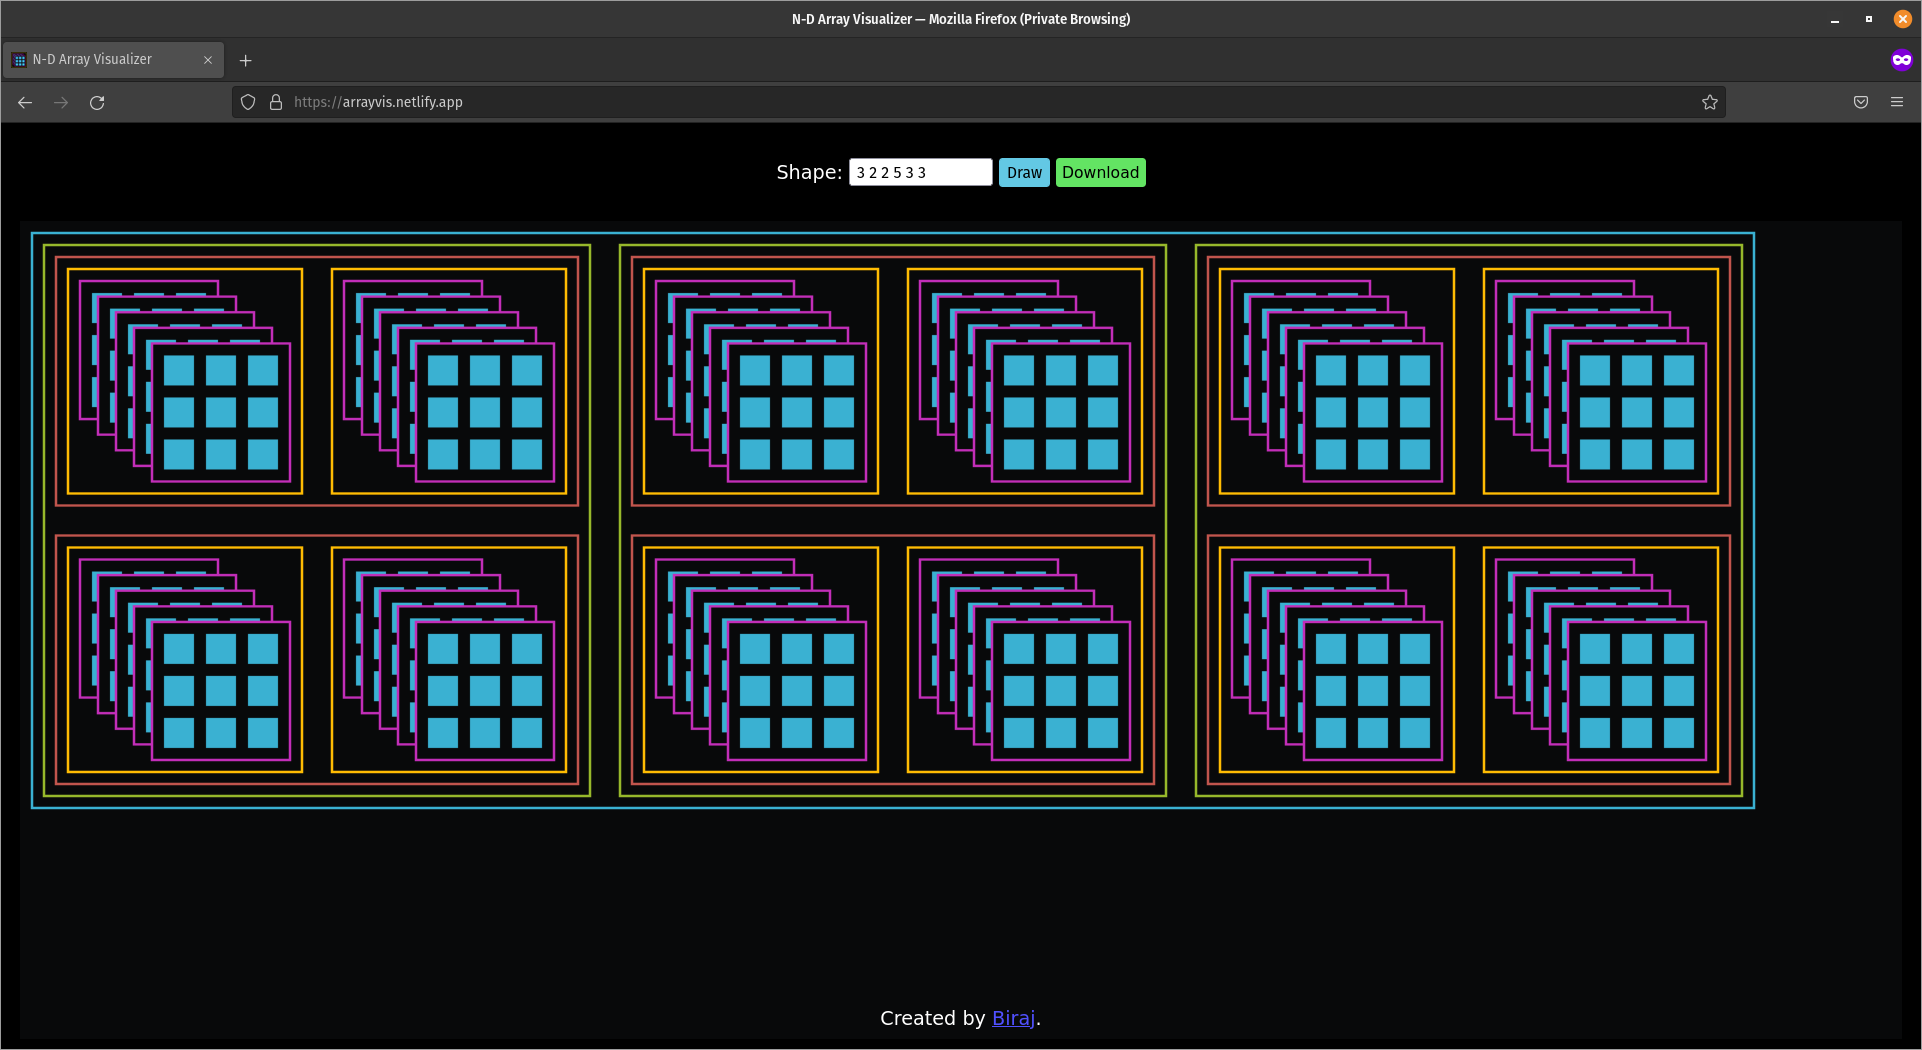 N-D Array Visualizer — Mozilla Firefox (Private Browsing)
N-D Array Visualizer
https://arrayvis.netlify.app
Shape: 3 2 2 5 3 3 Draw Download
Created by Biraj.